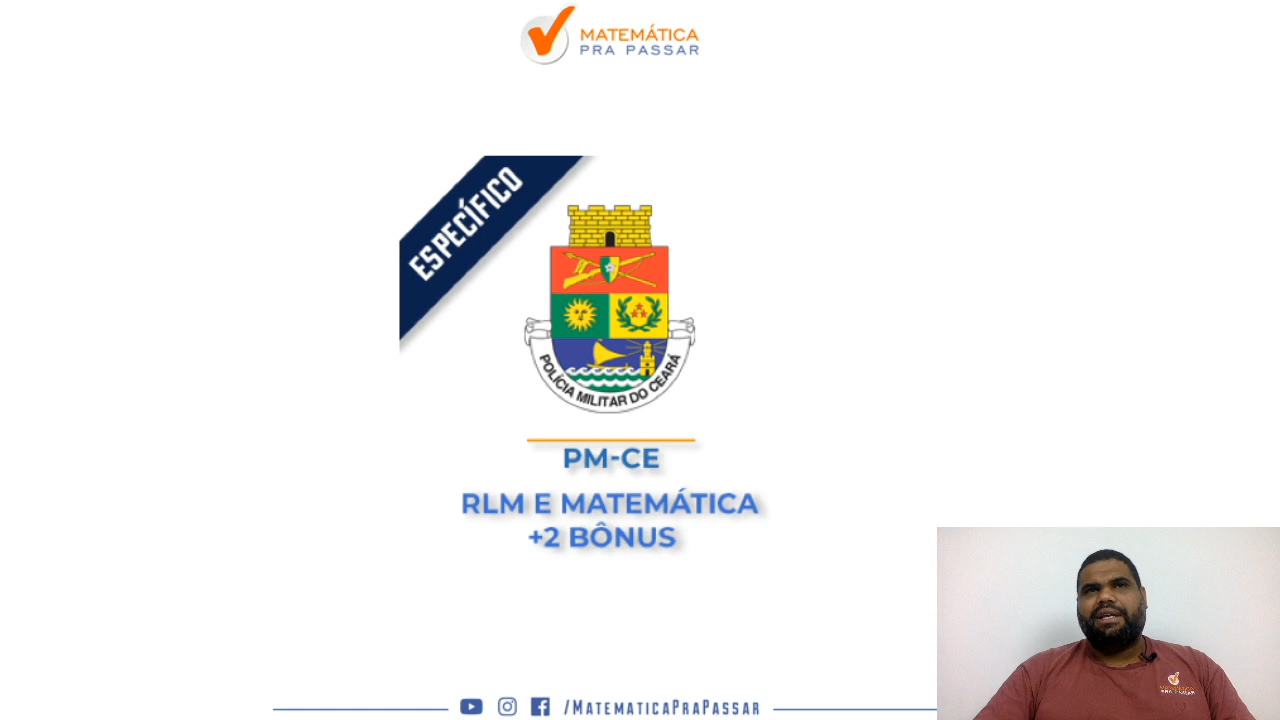 MATEMÁTICA
PRA PASSAR
ESPECÍFICO
POLÍCIA MILITAR DO CEARÁ
PM-CE
RLM E MATEMÁTICA
+2 BÔNUS
/MATEMATICAPRAPASSAR